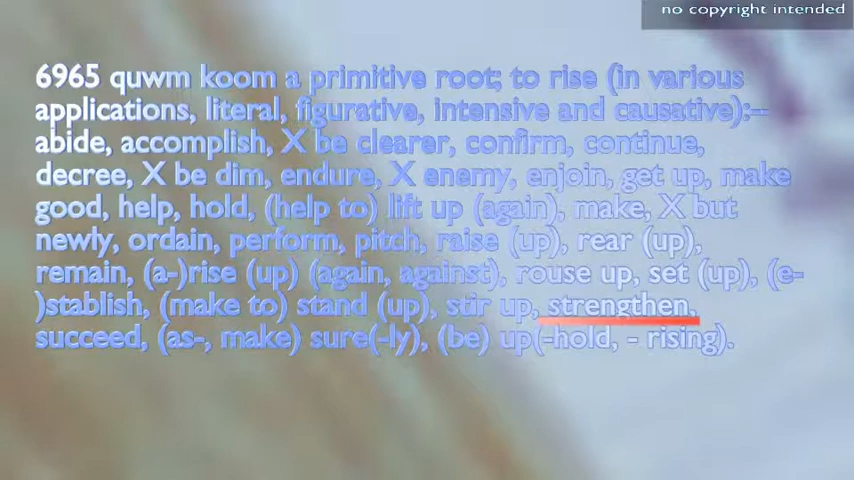 no copyright intended
6965 quwm koom a primitive root; to rise (in various
applications, literal, figurative, intensive and causative):--
abide, accomplish, X be clearer, confirm, continue,
decree, X be dim, endure, X enemy, enjoin, get up, make
good, help, hold, (help to) lift up (again), make, X but
newly, ordain, perform, pitch, raise (up), rear (up),
remain, (a-)rise (up) (again, against), rouse up, set (up), (e-
)stablish, (make to) stand (up), stir up, strengthen,
succeed, (as-, make) sure(-ly), (be) up(-hold, - rising).